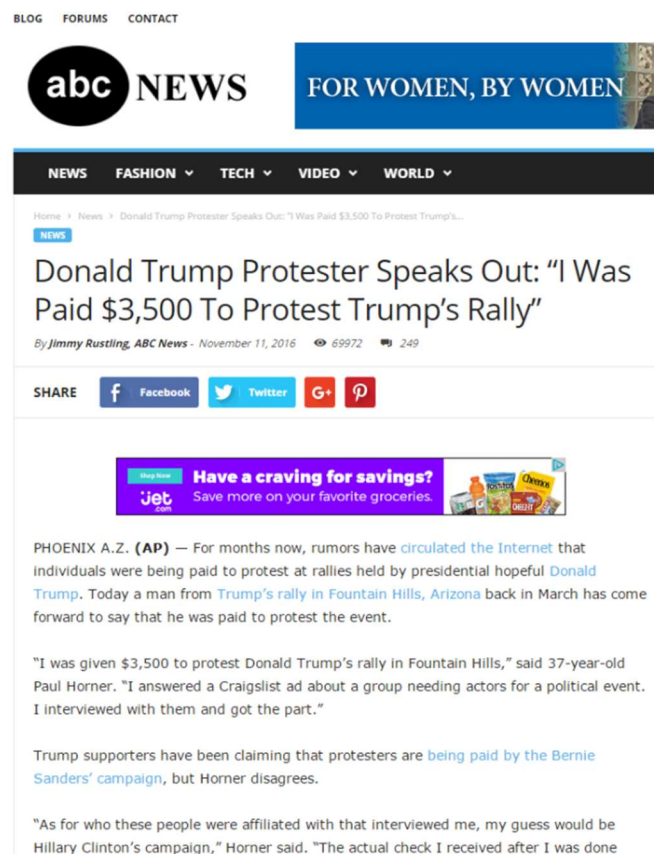 BLOG FORUMS CONTACT
abc NEWS
FOR WOMEN, BY WOMEN
NEWS FASHION TECH VIDEO WORLD
Home › News › Donald Trump Protester Speaks Out: "I Was Paid $3,500 To Protest Trump's...
NEWS
Donald Trump Protester Speaks Out: “I Was
Paid $3,500 To Protest Trump’s Rally”
By Jimmy Rustling, ABC News - November 11, 2016 69972 249
SHARE Facebook Twitter G+
Shop Now Have a craving for savings?
Jet.com Save more on your favorite groceries.
TOSTITOS Cheerios
CHEEZ-IT
PHOENIX A.Z. (AP) — For months now, rumors have circulated the Internet that
individuals were being paid to protest at rallies held by presidential hopeful Donald
Trump. Today a man from Trump’s rally in Fountain Hills, Arizona back in March has come
forward to say that he was paid to protest the event.
“I was given $3,500 to protest Donald Trump’s rally in Fountain Hills,” said 37-year-old
Paul Horner. “I answered a Craigslist ad about a group needing actors for a political event.
I interviewed with them and got the part.”
Trump supporters have been claiming that protesters are being paid by the Bernie
Sanders’ campaign, but Horner disagrees.
“As for who these people were affiliated with that interviewed me, my guess would be
Hillary Clinton’s campaign,” Horner said. “The actual check I received after I was done